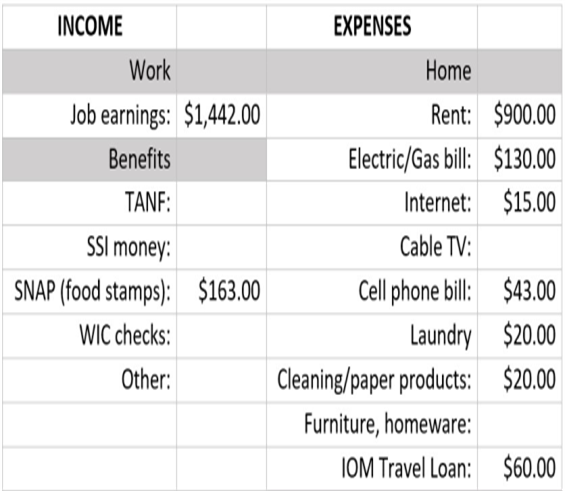 INCOME EXPENSES
Work Home
Job earnings: $1,442.00 Rent: $900.00
Benefits Electric/Gas bill: $130.00
TANF: Internet: $15.00
SSI money: Cable TV:
SNAP (food stamps): $163.00 Cell phone bill: $43.00
WIC checks: Laundry $20.00
Other: Cleaning/paper products: $20.00
Furniture, homeware:
IOM Travel Loan: $60.00